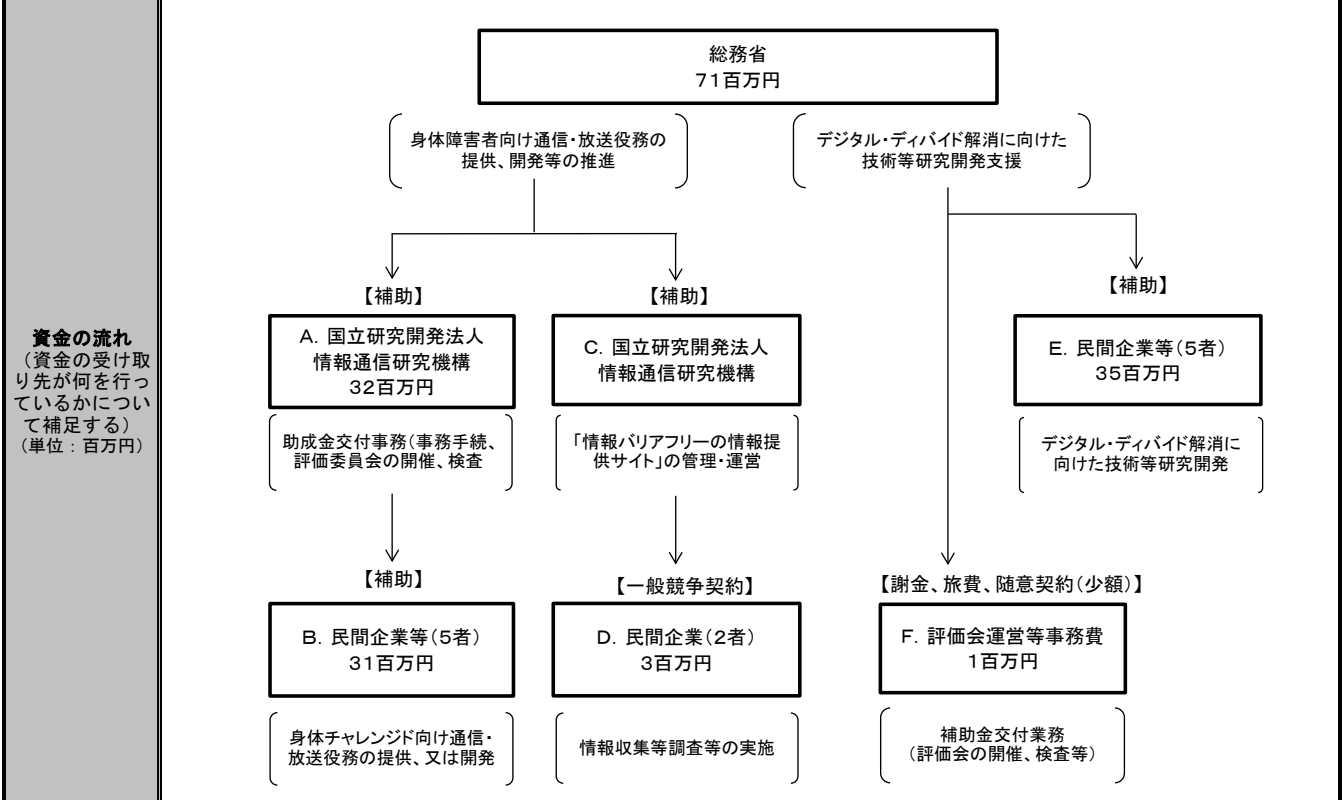 資金の流れ
（資金の受け取
り先が何を行っ
ているかについ
て補足する）
（単位：百万円）
総務省
７１百万円
身体障害者向け通信・放送役務の
提供、開発等の推進
デジタル・ディバイド解消に向けた
技術等研究開発支援
【補助】
A．国立研究開発法人
情報通信研究機構
３２百万円
助成金交付事務（事務手続、
評価委員会の開催、検査
【補助】
C．国立研究開発法人
情報通信研究機構
「情報バリアフリーの情報提
供サイト」の管理・運営
【補助】
E．民間企業等（５者）
３５百万円
デジタル・ディバイド解消に
向けた技術等研究開発
【補助】
B．民間企業等（５者）
３１百万円
身体チャレンジド向け通信・
放送役務の提供、又は開発
【一般競争契約】
D．民間企業（２者）
３百万円
情報収集等調査等の実施
【謝金、旅費、随意契約（少額）】
F．評価会運営等事務費
１百万円
補助金交付業務
（評価会の開催、検査等）